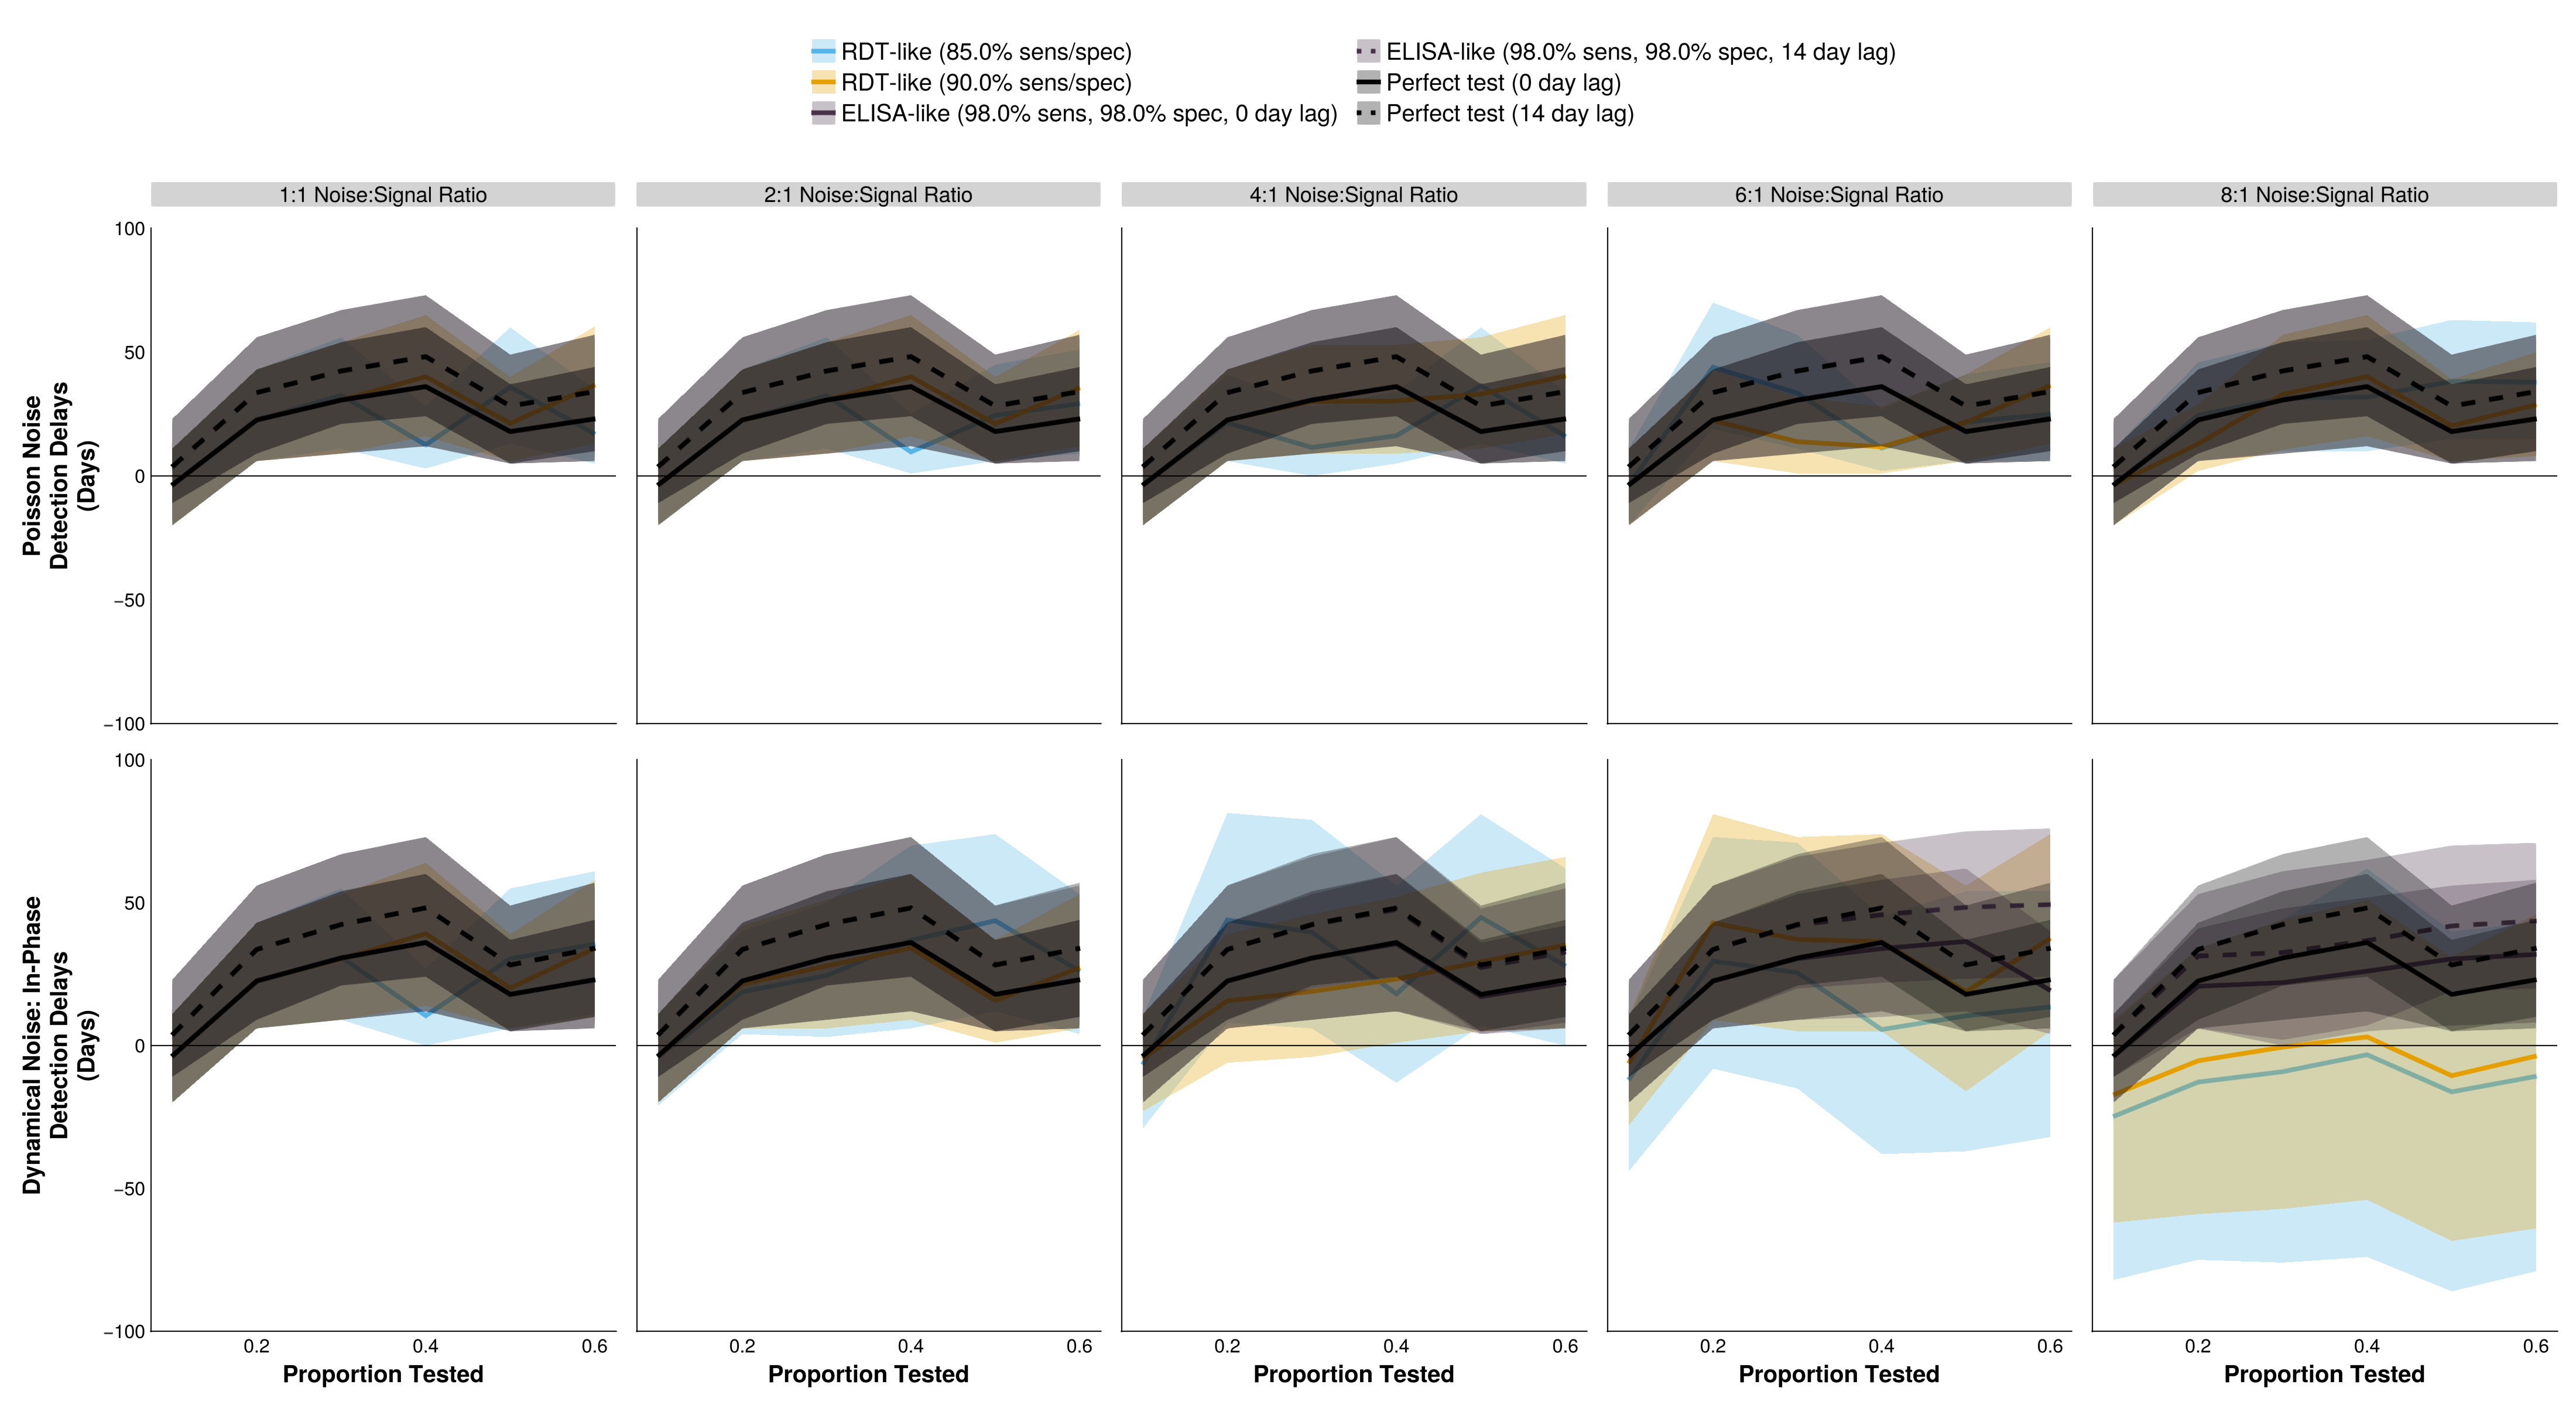 RDT-like (85.0% sens/spec)
RDT-like (90.0% sens/spec)
ELISA-like (98.0% sens, 98.0% spec, 0 day lag)
ELISA-like (98.0% sens, 98.0% spec, 14 day lag)
Perfect test (0 day lag)
Perfect test (14 day lag)
1:1 Noise:Signal Ratio
2:1 Noise:Signal Ratio
4:1 Noise:Signal Ratio
6:1 Noise:Signal Ratio
8:1 Noise:Signal Ratio
Poisson Noise
Detection Delays
(Days)
100
50
0
−50
−100
Dynamical Noise: In-Phase
Detection Delays
(Days)
100
50
0
−50
−100
0.2 0.4 0.6
0.2 0.4 0.6
0.2 0.4 0.6
0.2 0.4 0.6
0.2 0.4 0.6
Proportion Tested
Proportion Tested
Proportion Tested
Proportion Tested
Proportion Tested